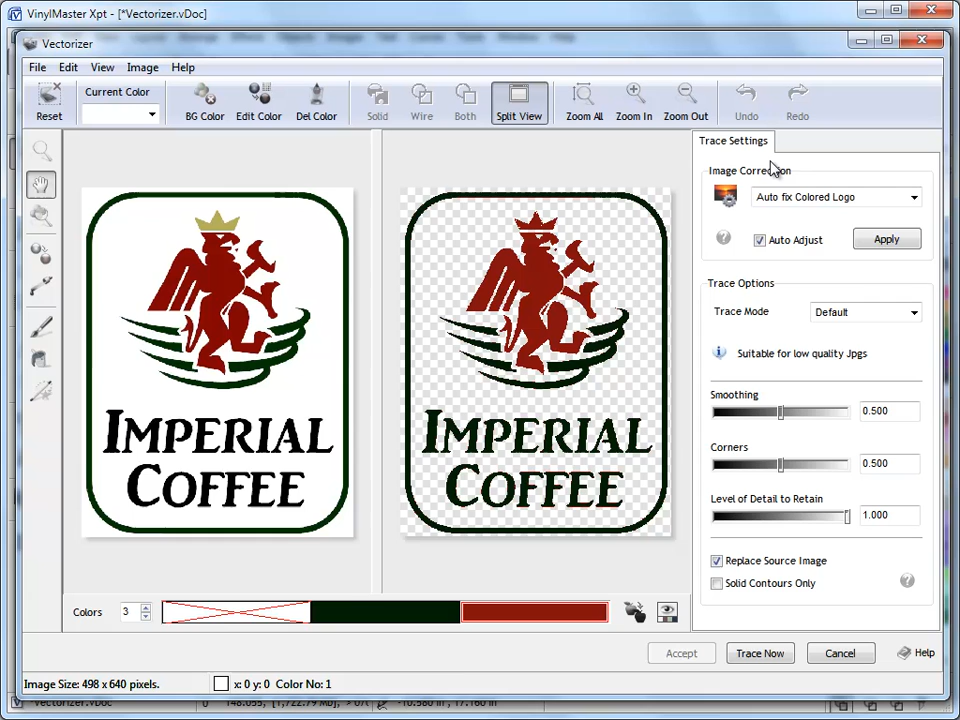 VinylMaster Xpt - [*Vectorizer.vDoc]
Vectorizer
File Edit View Image Help
Reset
Current Color
BG Color
Edit Color
Del Color
Solid
Wire
Both
Split View
Zoom All
Zoom In
Zoom Out
Undo
Redo
IMPERIAL
COFFEE
IMPERIAL
COFFEE
Trace Settings
Image Correction
Auto fix Colored Logo
Auto Adjust
Apply
Trace Options
Trace Mode
Default
Suitable for low quality Jpgs
Smoothing
0.500
Corners
0.500
Level of Detail to Retain
1.000
Replace Source Image
Solid Contours Only
Colors 3
Accept
Trace Now
Cancel
Help
Image Size: 498 x 640 pixels.
x: 0 y: 0 Color No: 1